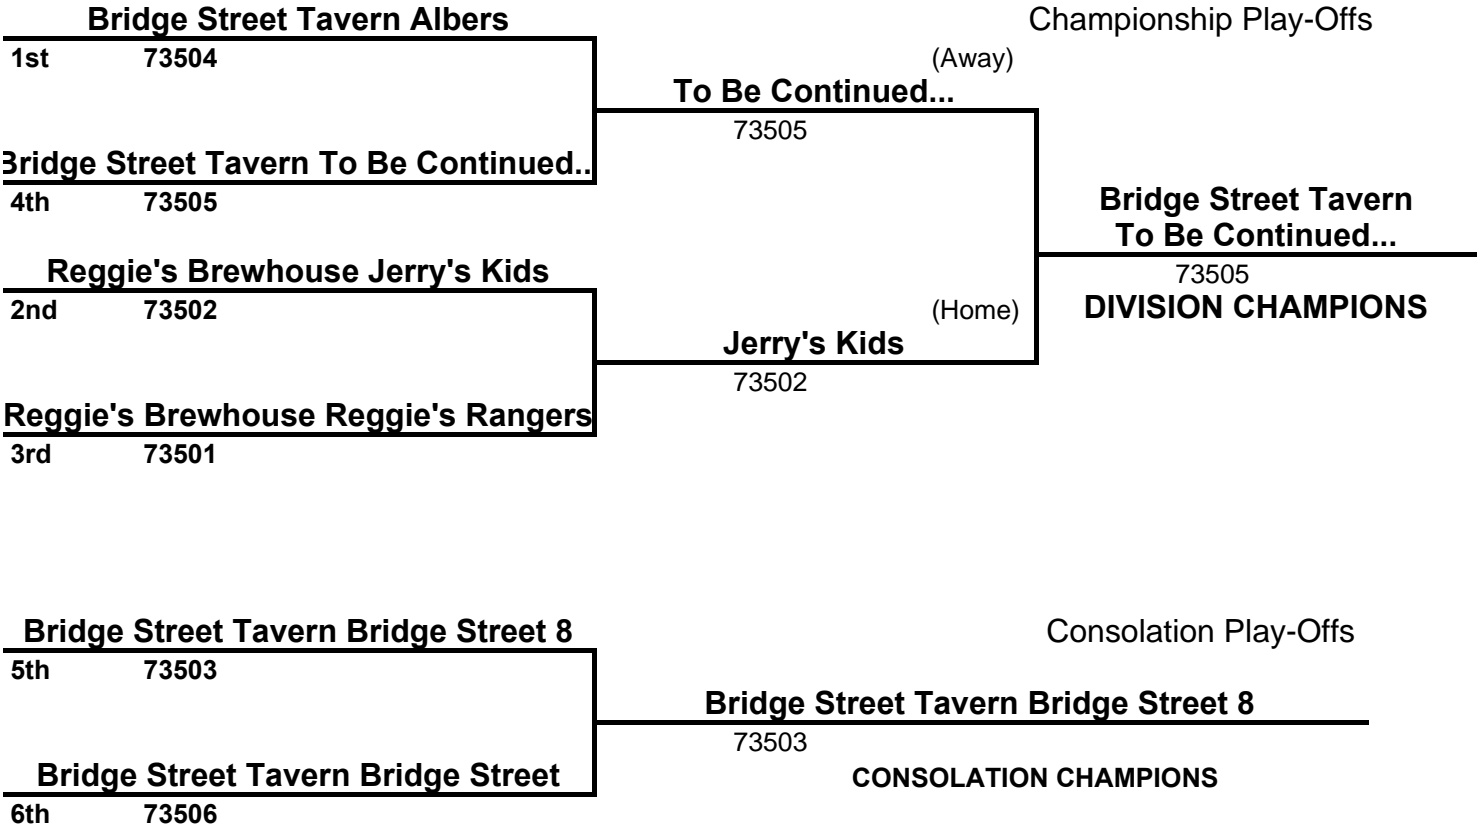 Bridge Street Tavern Albers
Championship Play-Offs
1st 73504
(Away)
To Be Continued...
73505
Bridge Street Tavern To Be Continued..
4th 73505
Bridge Street Tavern
To Be Continued...
Reggie's Brewhouse Jerry's Kids
73505
2nd 73502
(Home)
DIVISION CHAMPIONS
Jerry's Kids
73502
Reggie's Brewhouse Reggie's Rangers
3rd 73501
Bridge Street Tavern Bridge Street 8
Consolation Play-Offs
5th 73503
Bridge Street Tavern Bridge Street 8
73503
Bridge Street Tavern Bridge Street
CONSOLATION CHAMPIONS
6th 73506